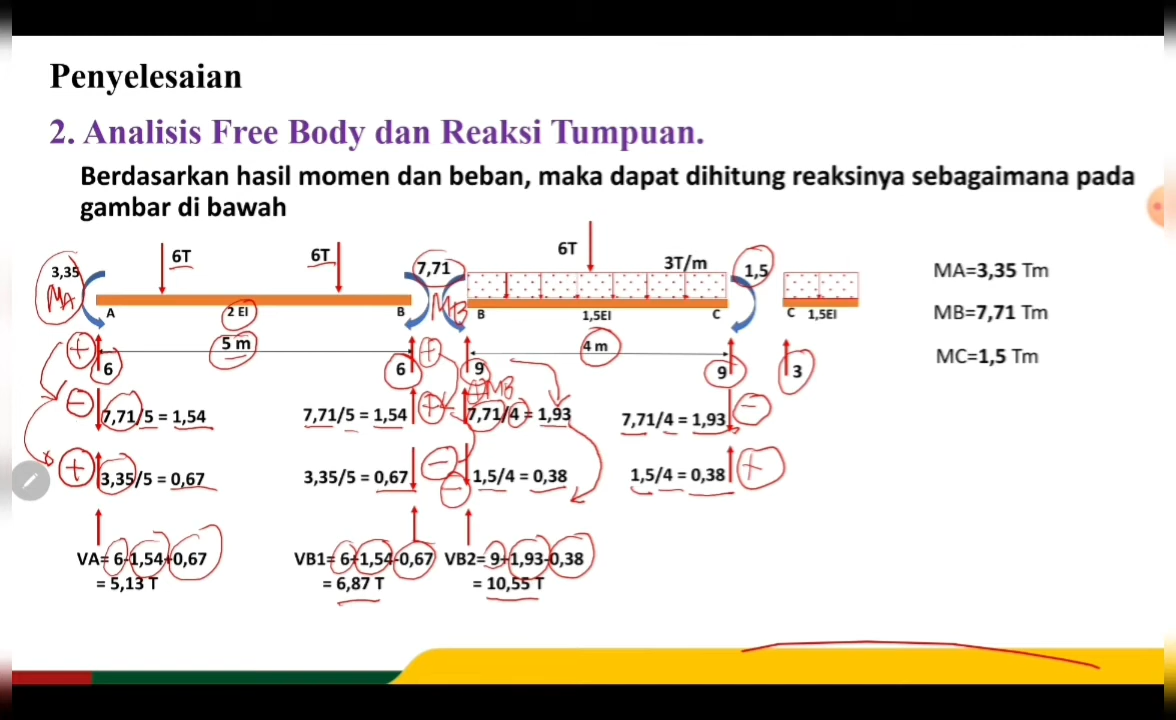 Penyelesaian
2. Analisis Free Body dan Reaksi Tumpuan.
Berdasarkan hasil momen dan beban, maka dapat dihitung reaksinya sebagaimana pada
gambar di bawah
6T 6T 6T
3,35 7,71 3T/m 1,5 MA=3,35 Tm
MA MB
A 2 EI B B 1,5EI C C 1,5EI MB=7,71 Tm
5 m 4 m MC=1,5 Tm
6 6 9 9 3
+ + MB
- 7,71/5 = 1,54 7,71/5 = 1,54 + + 7,71/4 = 1,93 7,71/4 = 1,93 -
+ 3,35/5 = 0,67 3,35/5 = 0,67 - - 1,5/4 = 0,38 1,5/4 = 0,38 +
VA= 6-1,54+0,67 VB1= 6+1,54-0,67 VB2= 9+1,93-0,38
= 5,13 T = 6,87 T = 10,55 T